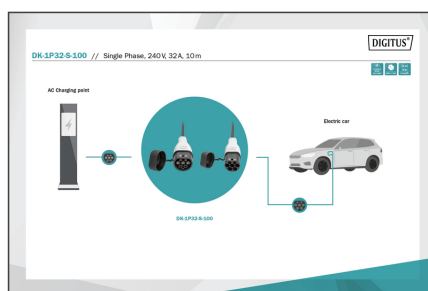 DIGITUS®
DK-1P32-S-100 // Single Phase, 240V, 32A, 10m
AC Charging point
Electric car
DK-1P32-S-100